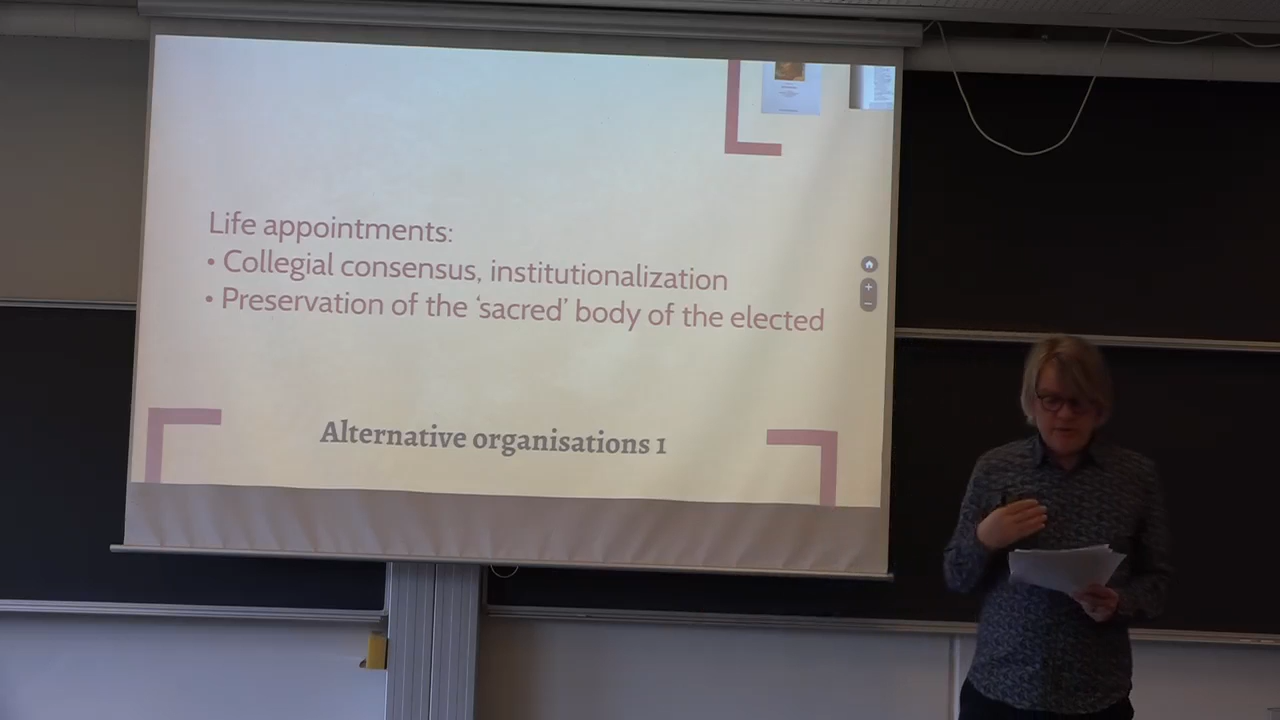 Life appointments:
• Collegial consensus, institutionalization
• Preservation of the ‘sacred’ body of the elected
Alternative organisations 1